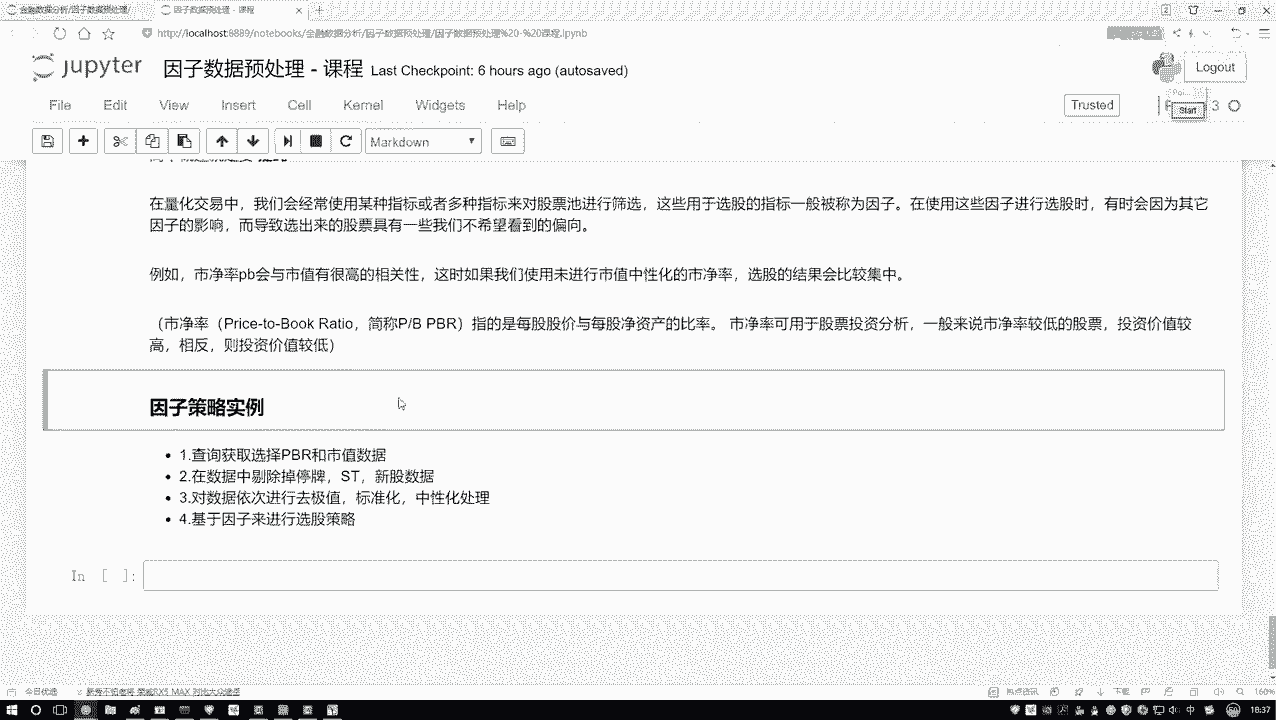 金融数据分析/因子数据预处理/
因子数据预处理 - 课程
http://localhost:8889/notebooks/金融数据分析/因子数据预处理/因子数据预处理%20-%20课程.ipynb
jupyter 因子数据预处理 - 课程 Last Checkpoint: 6 hours ago (autosaved)
Logout
File Edit View Insert Cell Kernel Widgets Help
Trusted
3
Start
Markdown
在量化交易中，我们会经常使用某种指标或者多种指标来对股票池进行筛选，这些用于选股的指标一般被称为因子。在使用这些因子进行选股时，有时会因为其它
因子的影响，而导致选出来的股票具有一些我们不希望看到的偏向。
例如，市净率pb会与市值有很高的相关性，这时如果我们使用未进行市值中性化的市净率，选股的结果会比较集中。
（市净率（Price-to-Book Ratio，简称P/B PBR）指的是每股股价与每股净资产的比率。 市净率可用于股票投资分析，一般来说市净率较低的股票，投资价值较
高，相反，则投资价值较低）
因子策略实例
• 1.查询获取选择PBR和市值数据
• 2.在数据中剔除掉停牌，ST，新股数据
• 3.对数据依次进行去极值，标准化，中性化处理
• 4.基于因子来进行选股策略
In [ ]:
今日优选
下载
160%
中
18:37